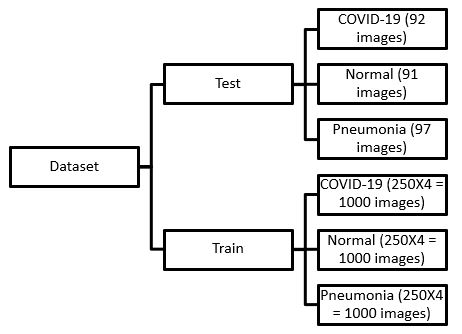 COVID-19 (92
images)
Test
Normal (91
images)
Pneumonia (97
images)
Dataset
COVID-19 (250X4 =
1000 images)
Train
Normal (250X4 =
1000 images)
Pneumonia (250X4
= 1000 images)